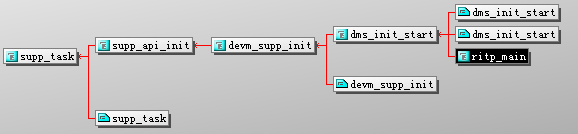 dms_init_start
dms_init_start
dms_init_start
supp_api_init
devm_supp_init
supp_task
ritp_main
devm_supp_init
supp_task